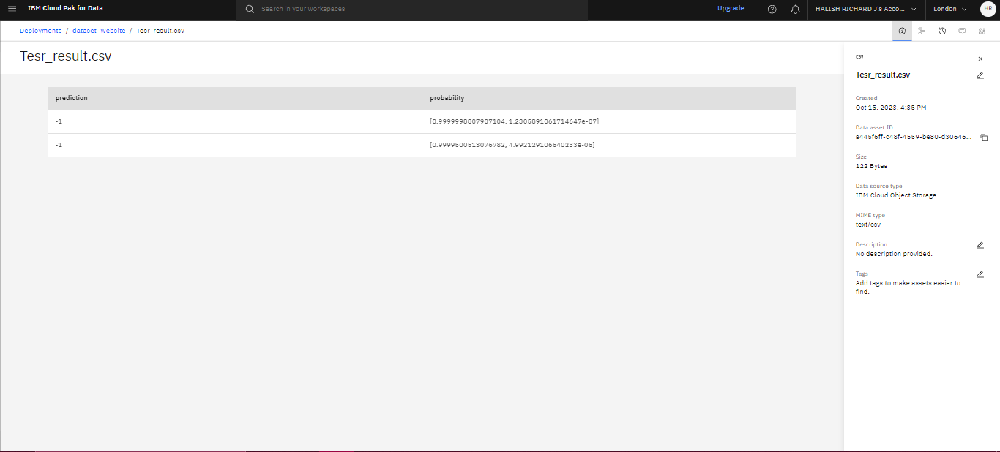 IBM Cloud Pak for Data
Search in your workspaces
Upgrade
HALISH RICHARD J's Acco...
London
HR
Deployments / dataset_website / Tesr_result.csv
Tesr_result.csv
prediction probability
-1 [0.9999998807907104, 1.2305891061714647e-07]
-1 [0.9999500513076782, 4.992129106540233e-05]
CSV
Tesr_result.csv
Created
Oct 15, 2023, 4:35 PM
Data asset ID
a445f6ff-c48f-4559-be80-d30646...
Size
122 Bytes
Data source type
IBM Cloud Object Storage
MIME type
text/csv
Description
No description provided.
Tags
Add tags to make assets easier to
find.